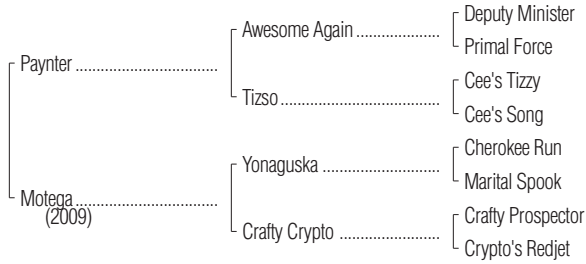 Deputy Minister
Awesome Again ....................
Primal Force
Paynter ..................................
Cee's Tizzy
Tizso ......................................
Cee's Song
Cherokee Run
Yonaguska .............................
Marital Spook
Motega ...................................
(2009)
Crafty Prospector
Crafty Crypto ........................
Crypto's Redjet